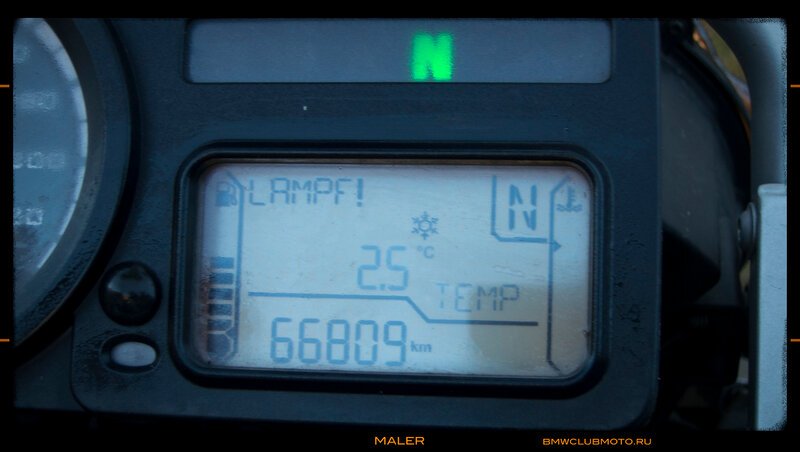 N
LAMPF!
N
2.5 °C
TEMP
66809 km
MALER
BMWCLUBMOTO.RU